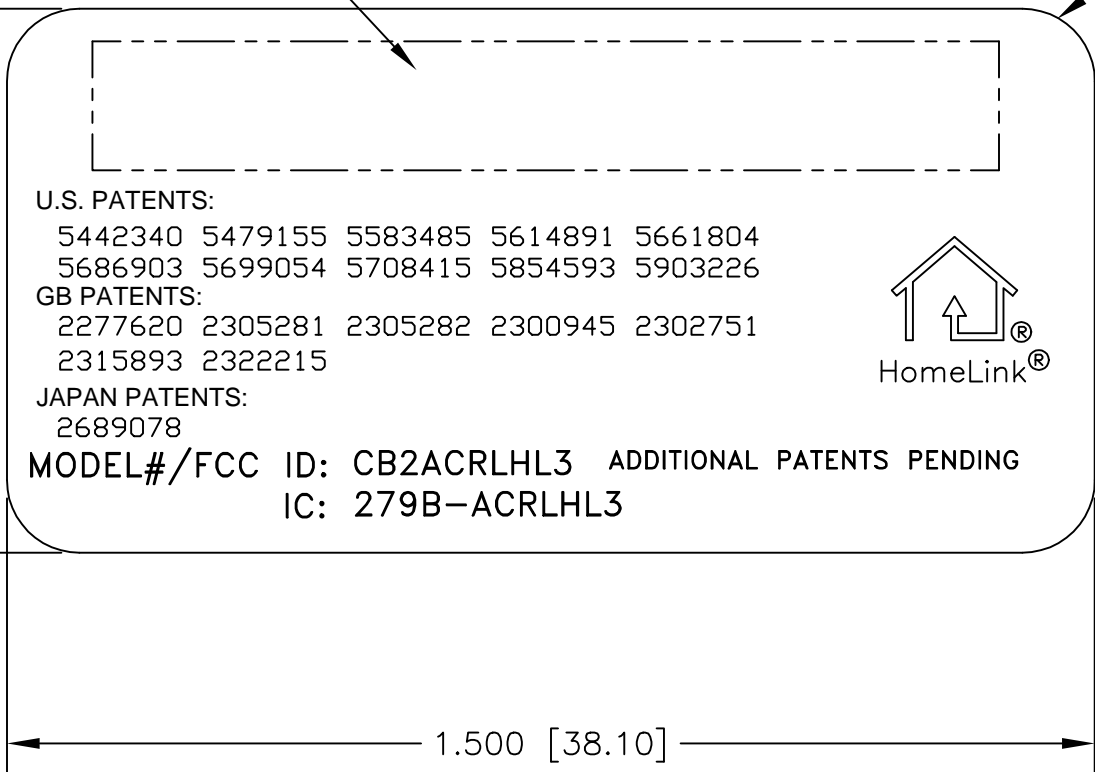 U.S. PATENTS:
5442340 5479155 5583485 5614891 5661804
5686903 5699054 5708415 5854593 5903226
GB PATENTS:
2277620 2305281 2305282 2300945 2302751
2315893 2322215
JAPAN PATENTS:
2689078
®
HomeLink®
MODEL#/FCC ID: CB2ACRLHL3 ADDITIONAL PATENTS PENDING
IC: 279B-ACRLHL3
1.500 [38.10]